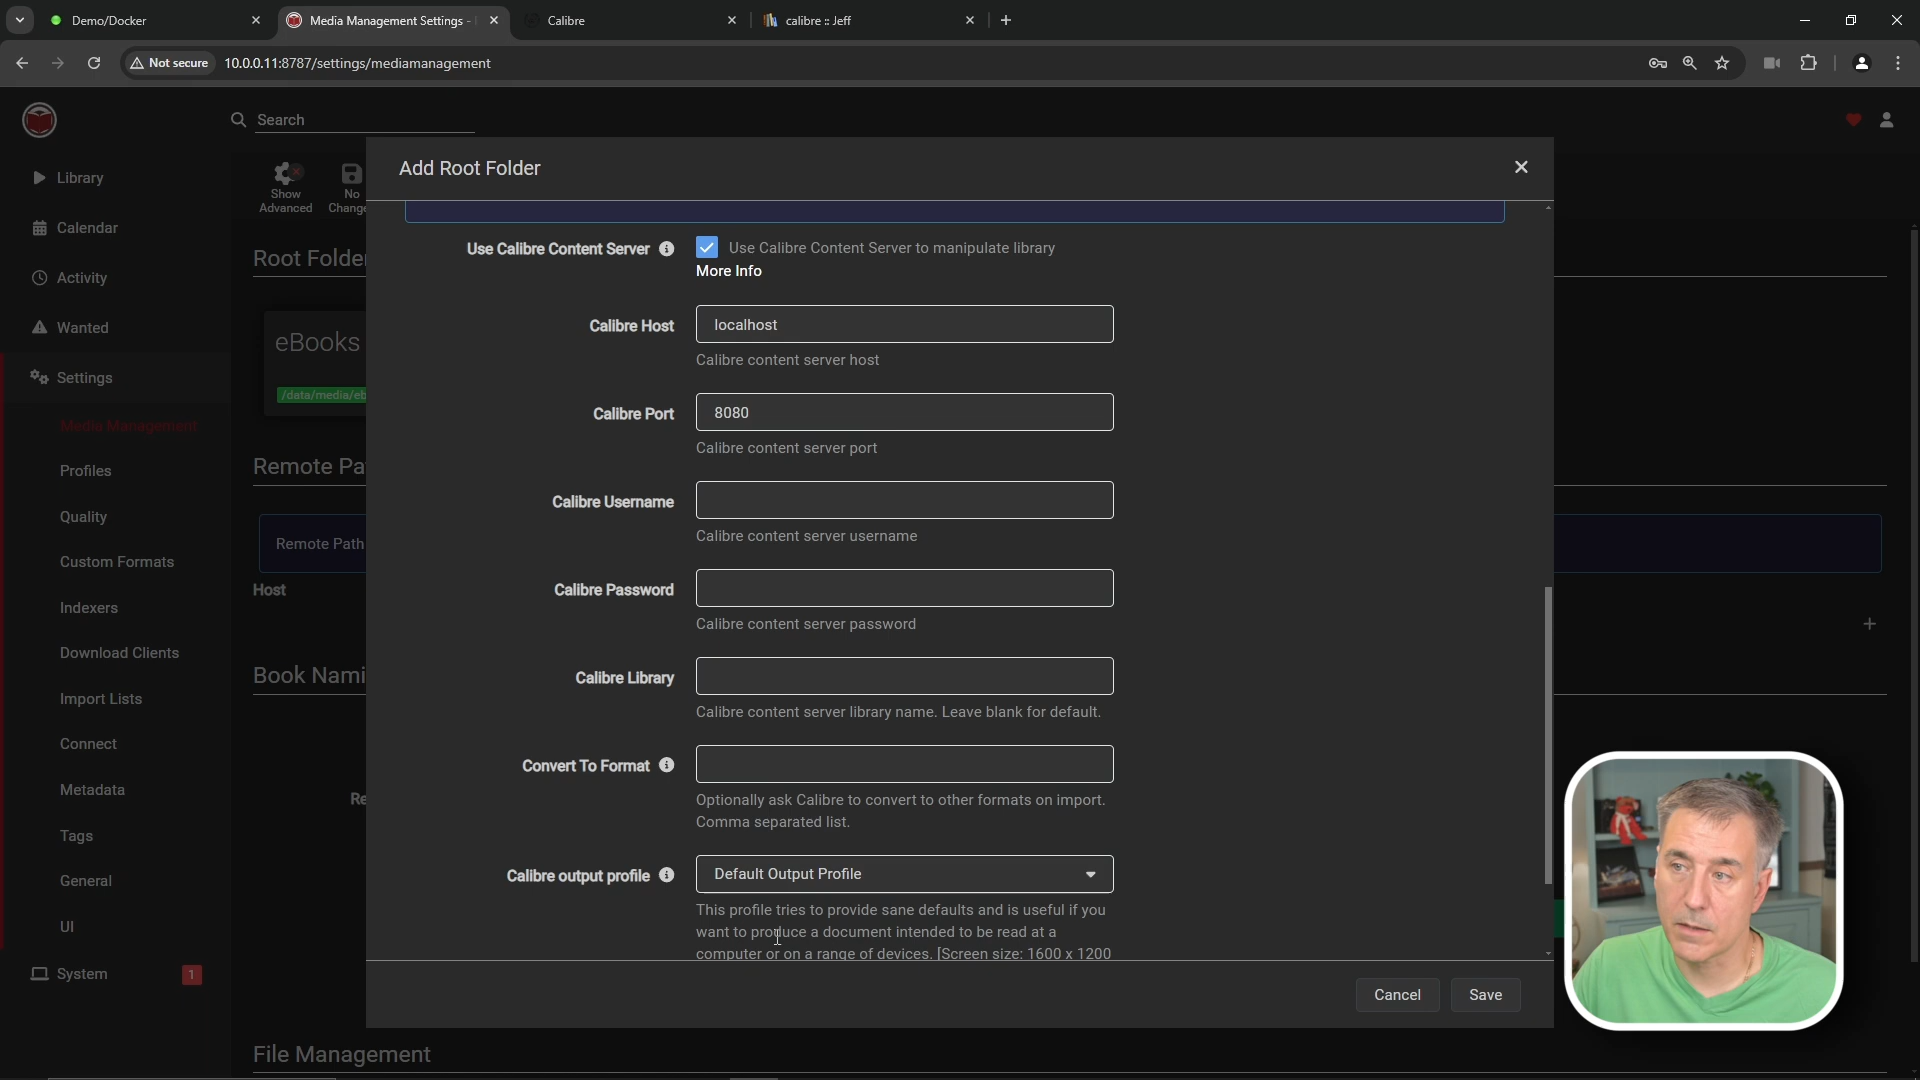 Demo/Docker
Media Management Settings -
Calibre
calibre :: Jeff
Not secure
10.0.0.11:8787/settings/mediamanagement
Search
Library
Calendar
Activity
Wanted
Settings
Media Management
Profiles
Quality
Custom Formats
Indexers
Download Clients
Import Lists
Connect
Metadata
Tags
General
UI
System
1
Show
Advanced
No
Change
Root Folde
eBooks
/data/media/eb
Remote Pa
Remote Path
Host
Book Nami
Re
File Management
Add Root Folder
Use Calibre Content Server
Use Calibre Content Server to manipulate library
More Info
Calibre Host
localhost
Calibre content server host
Calibre Port
8080
Calibre content server port
Calibre Username
Calibre content server username
Calibre Password
Calibre content server password
Calibre Library
Calibre content server library name. Leave blank for default.
Convert To Format
Optionally ask Calibre to convert to other formats on import.
Comma separated list.
Calibre output profile
Default Output Profile
This profile tries to provide sane defaults and is useful if you
want to produce a document intended to be read at a
computer or on a range of devices. [Screen size: 1600 x 1200
Cancel
Save